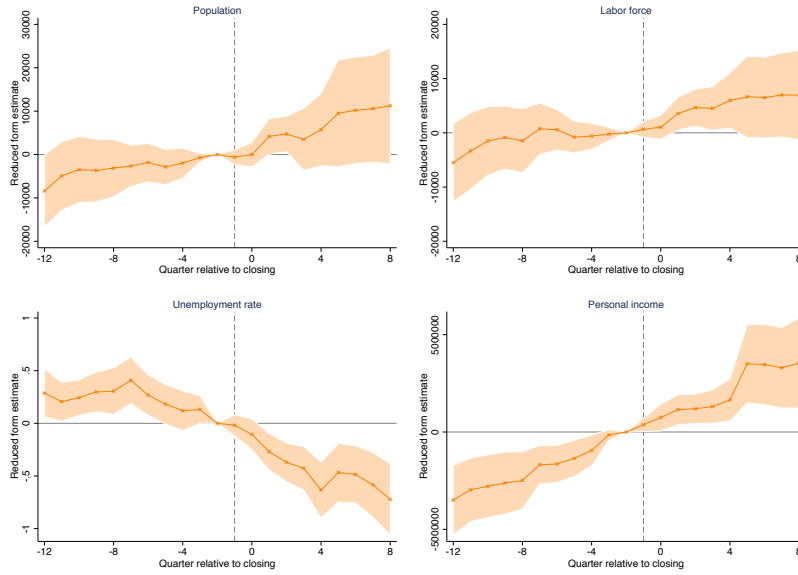 Population
Reduced form estimate
30000
20000
10000
0
-10000
-20000
-12 -8 -4 0 4 8
Quarter relative to closing
Labor force
Reduced form estimate
20000
10000
0
-10000
-20000
-12 -8 -4 0 4 8
Quarter relative to closing
Unemployment rate
Reduced form estimate
1
.5
0
-.5
-1
-12 -8 -4 0 4 8
Quarter relative to closing
Personal income
Reduced form estimate
5000000
0
-5000000
-12 -8 -4 0 4 8
Quarter relative to closing